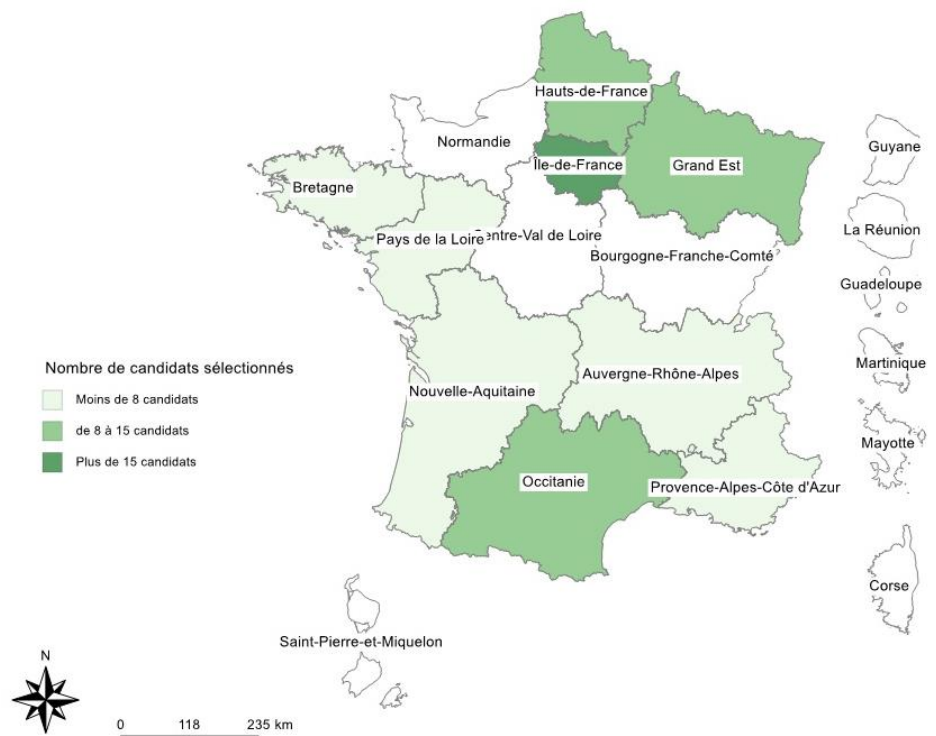 Hauts-de-France
Normandie
Guyane
Île-de-France
Grand Est
Bretagne
La Réunion
Pays de la Loire
entre-Val de Loire
Bourgogne-Franche-Comté
Guadeloupe
Nombre de candidats sélectionnés
Martinique
Auvergne-Rhône-Alpes
Nouvelle-Aquitaine
Moins de 8 candidats
de 8 à 15 candidats
Mayotte
Plus de 15 candidats
Occitanie
Provence-Alpes-Côte d'Azur
Corse
Saint-Pierre-et-Miquelon
N
0 118 235 km